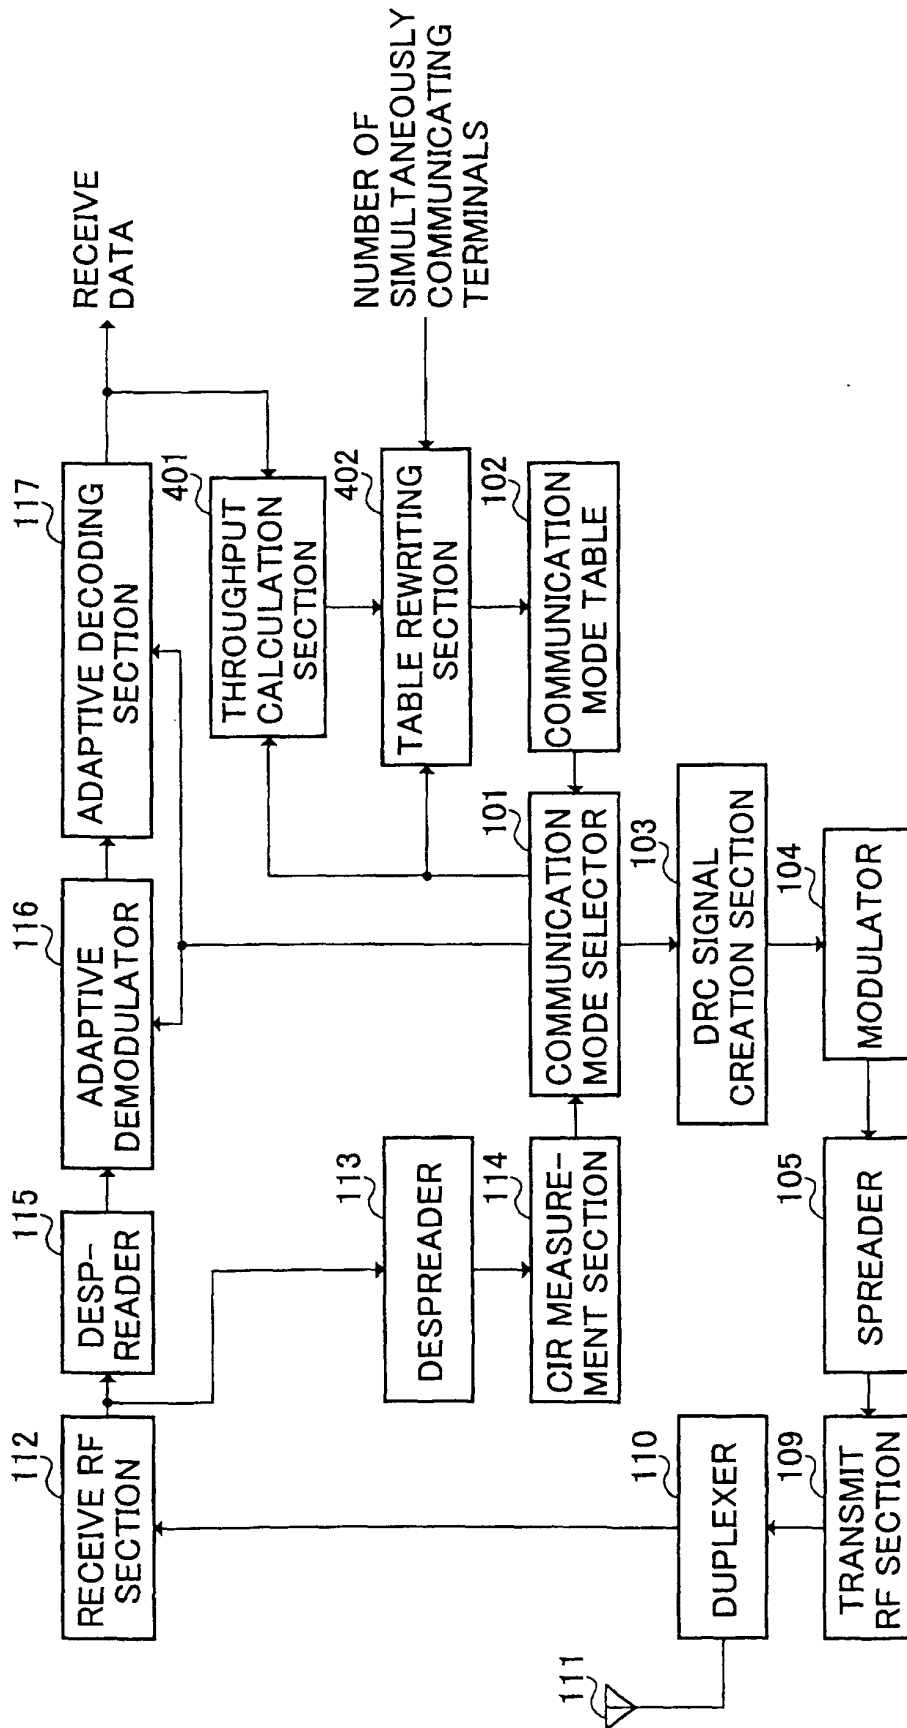 112
RECEIVE RF
SECTION
115
DESP-
READER
116
ADAPTIVE
DEMODULATOR
117
ADAPTIVE DECODING
SECTION
RECEIVE
DATA
113
DESPREADER
401
THROUGHPUT
CALCULATION
SECTION
402
TABLE REWRITING
SECTION
NUMBER OF
SIMULTANEOUSLY
COMMUNICATING
TERMINALS
111
110
DUPLEXER
114
CIR MEASURE-
MENT SECTION
101
COMMUNICATION
MODE SELECTOR
102
COMMUNICATION
MODE TABLE
103
DRC SIGNAL
CREATION SECTION
109
TRANSMIT
RF SECTION
105
SPREADER
104
MODULATOR